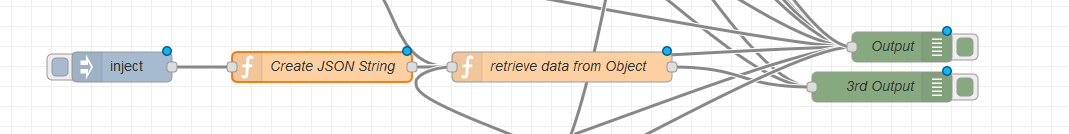 inject
Create JSON String
retrieve data from Object
Output
3rd Output